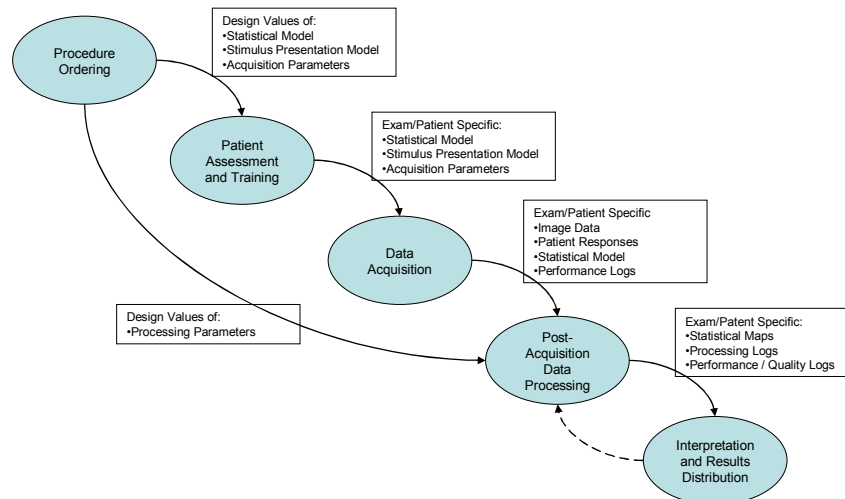 Design Values of:
•Statistical Model
•Stimulus Presentation Model
•Acquisition Parameters
Procedure
Ordering
Exam/Patient Specific:
•Statistical Model
•Stimulus Presentation Model
•Acquisition Parameters
Patient
Assessment
and Training
Exam/Patient Specific
•Image Data
•Patient Responses
•Statistical Model
•Performance Logs
Data
Acquisition
Design Values of:
•Processing Parameters
Exam/Patent Specific:
•Statistical Maps
•Processing Logs
•Performance / Quality Logs
Post-
Acquisition
Data
Processing
Interpretation
and Results
Distribution